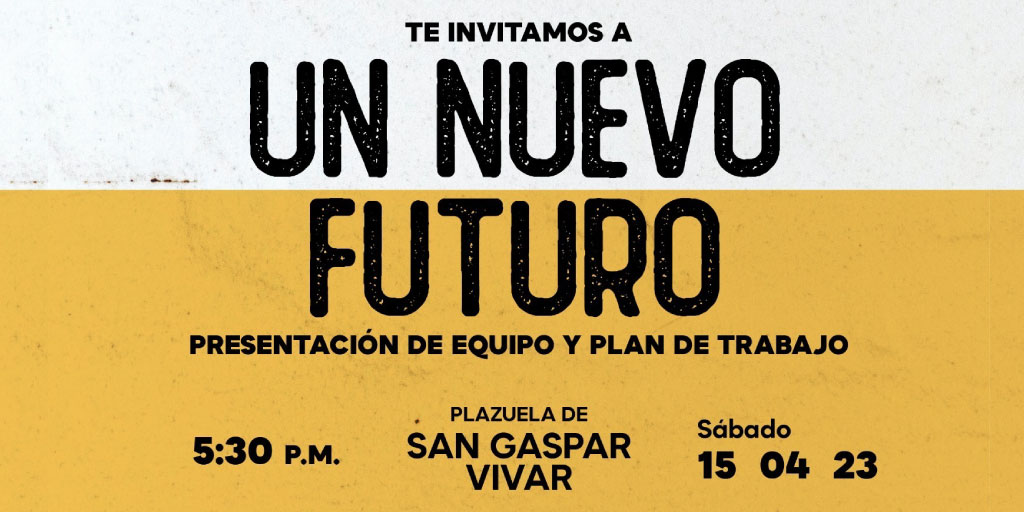 TE INVITAMOS A
UN NUEVO
FUTURO
PRESENTACIÓN DE EQUIPO Y PLAN DE TRABAJO
5:30 P.M.
PLAZUELA DE
SAN GASPAR
VIVAR
Sábado
15 04 23